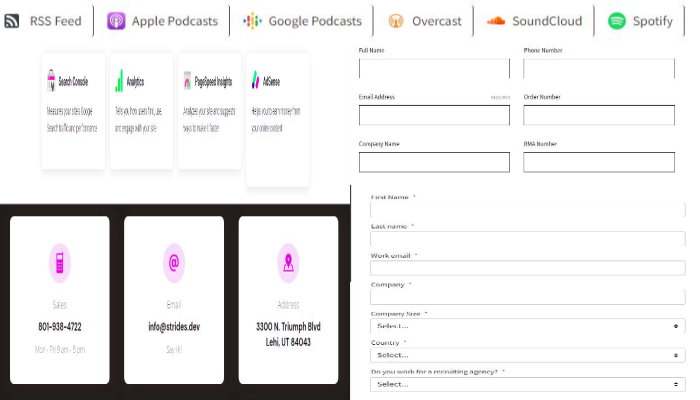 RSS Feed
Apple Podcasts
Google Podcasts
Overcast
SoundCloud
Spotify
Search Console
Measures your sites Google
Search traffic and performance
Analytics
Tells you how users find, use,
and engage with your site
PageSpeed Insights
Analyzes your site and suggests
ways to make it faster
AdSense
Helps you to earn money from
your online content
Full Name
Phone Number
Email Address
Order Number
Company Name
RMA Number
Sales
801-938-4722
Mon - Fri 9 am - 5 pm
@
Email
info@strides.dev
Say Hi!
Address
3300 N. Triumph Blvd
Lehi, UT 84043
First Name *
Last name *
Work email *
Company *
Company Size *
Select...
Country *
Select...
Do you work for a recruiting agency? *
Select...